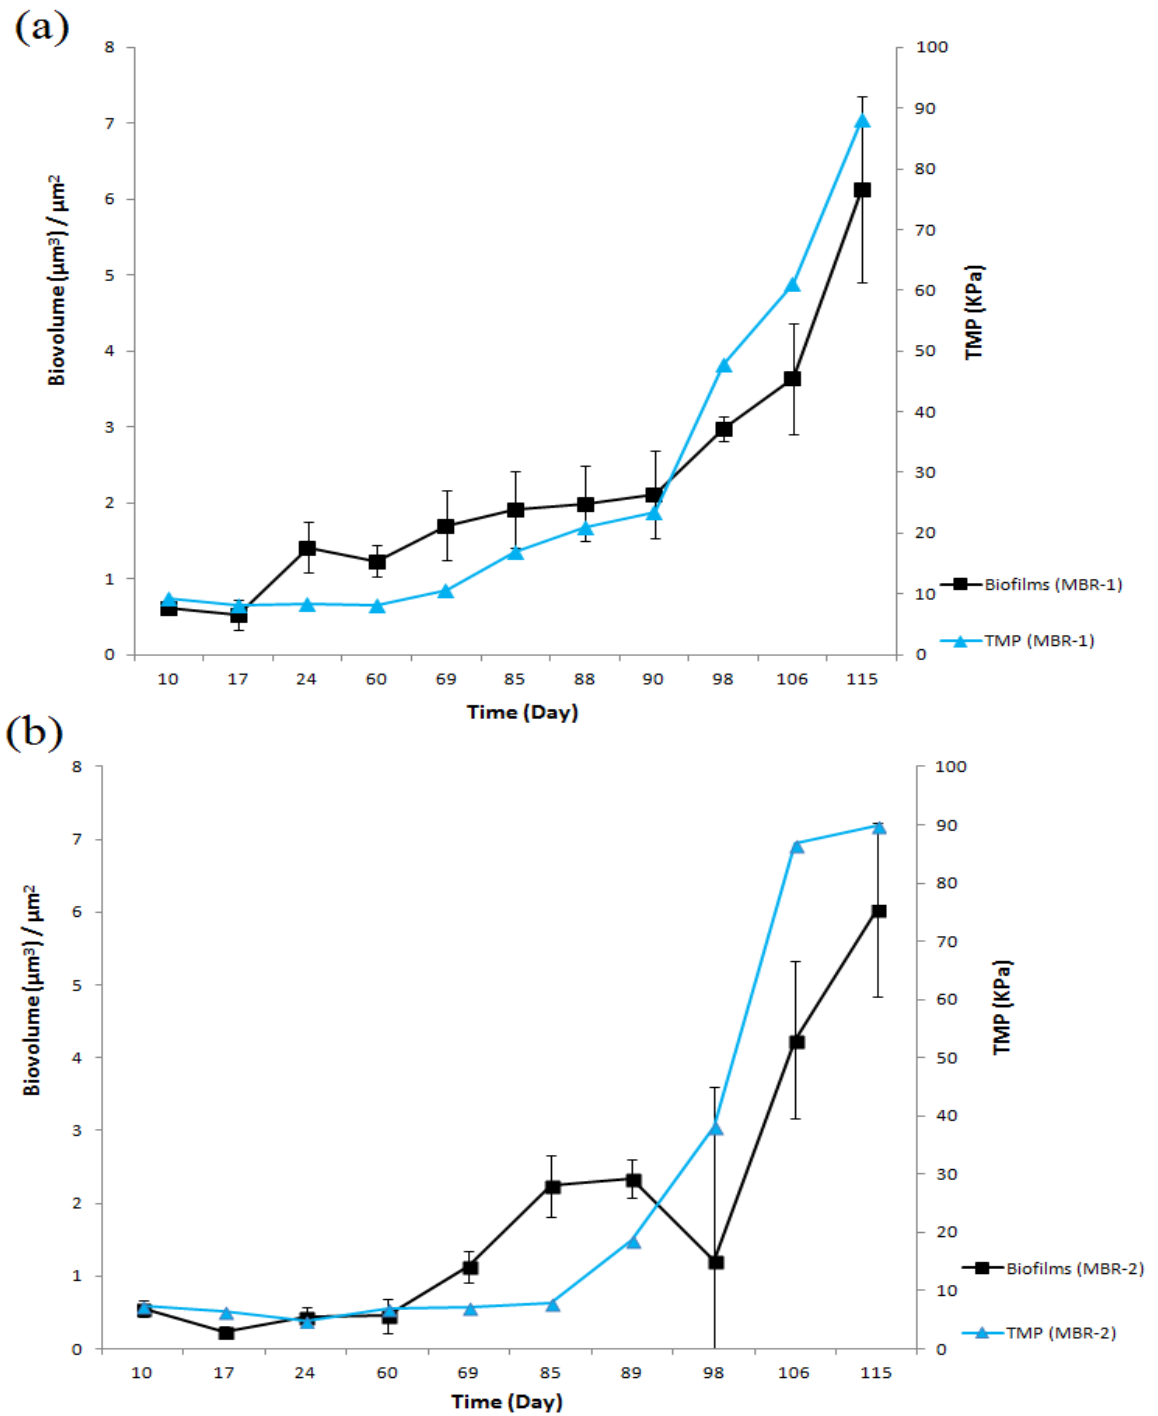 (a)
8
7
6
5
4
3
2
1
0
Biovolume (µm³) / µm²
100
90
80
70
60
50
40
30
20
10
0
TMP (KPa)
Biofilms (MBR-1)
TMP (MBR-1)
10 17 24 60 69 85 88 90 98 106 115
Time (Day)
(b)
8
7
6
5
4
3
2
1
0
Biovolume (µm³) / µm²
100
90
80
70
60
50
40
30
20
10
0
TMP (KPa)
Biofilms (MBR-2)
TMP (MBR-2)
10 17 24 60 69 85 89 98 106 115
Time (Day)